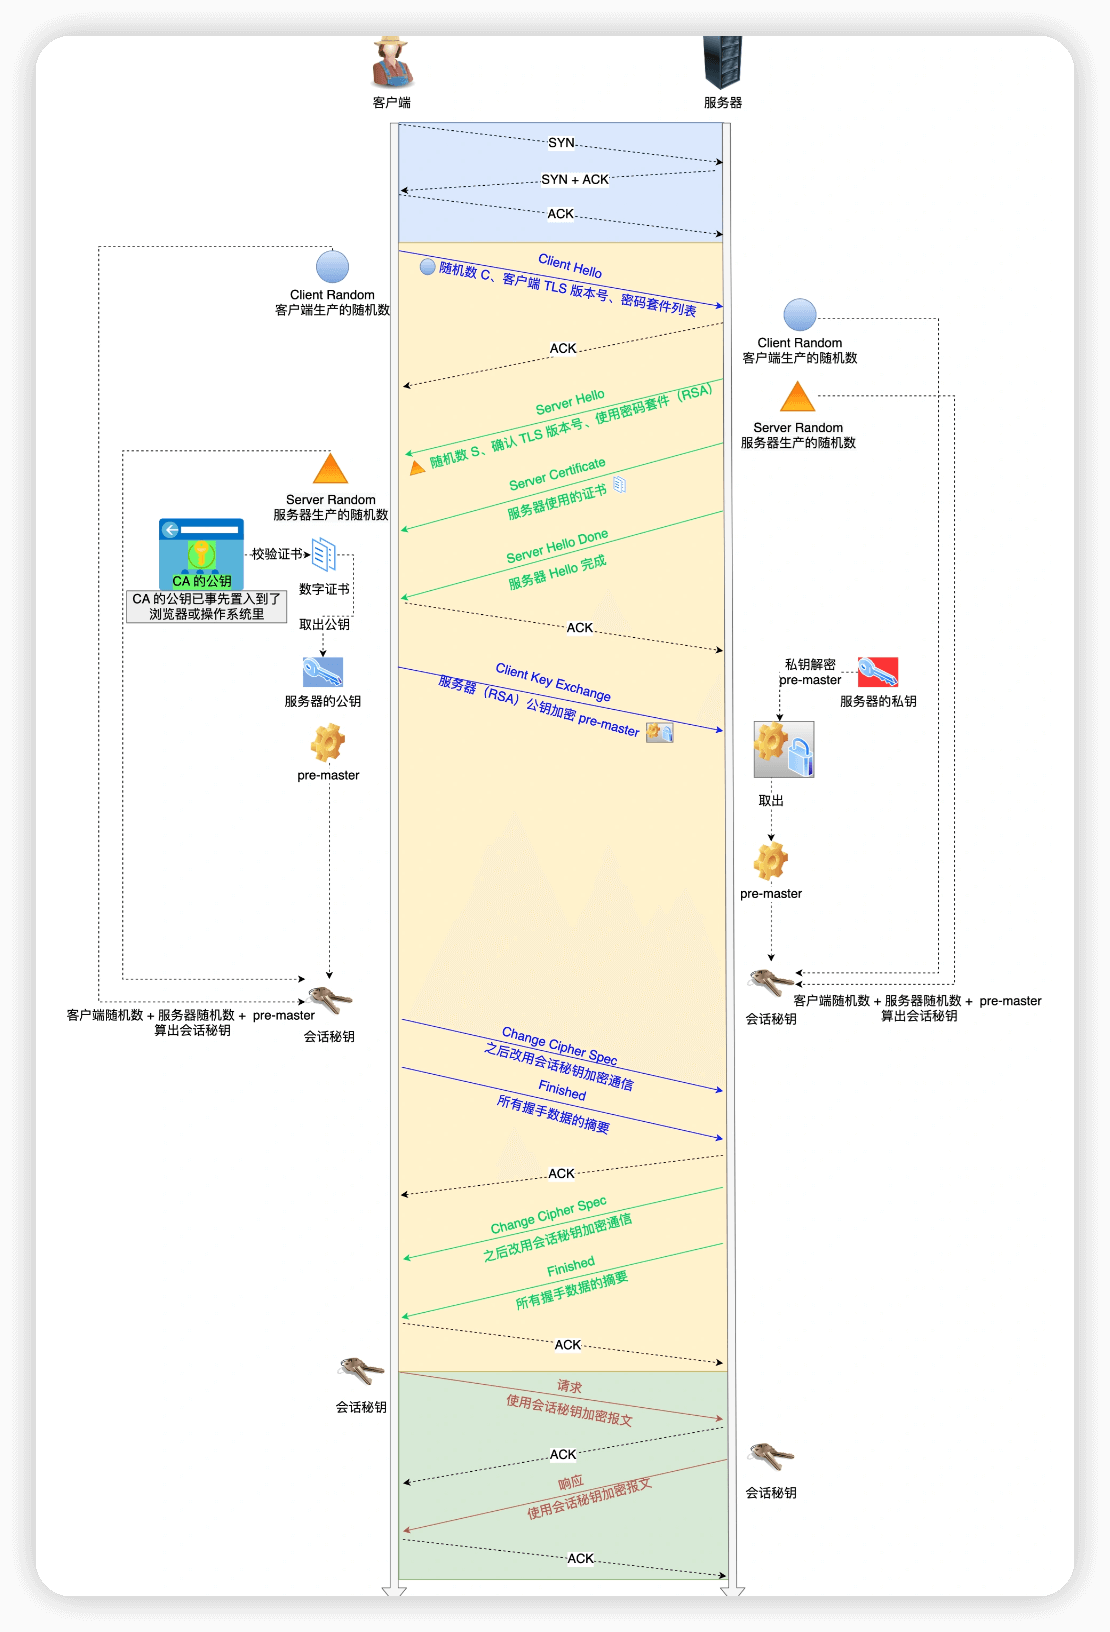 客户端
服务器
SYN
SYN + ACK
ACK
Client Hello
随机数 C、客户端 TLS 版本号、密码套件列表
Client Random
客户端生产的随机数
Client Random
客户端生产的随机数
ACK
Server Hello
随机数 S、确认 TLS 版本号、使用密码套件（RSA）
Server Random
服务器生产的随机数
Server Certificate
服务器使用的证书
Server Random
服务器生产的随机数
Server Hello Done
服务器 Hello 完成
校验证书
CA 的公钥
数字证书
CA 的公钥已事先置入到了
浏览器或操作系统里
取出公钥
ACK
Client Key Exchange
服务器（RSA）公钥加密 pre-master
服务器的公钥
私钥解密
pre-master
服务器的私钥
pre-master
取出
pre-master
客户端随机数 + 服务器随机数 + pre-master
算出会话秘钥
会话秘钥
客户端随机数 + 服务器随机数 + pre-master
算出会话秘钥
会话秘钥
Change Cipher Spec
之后改用会话秘钥加密通信
Finished
所有握手数据的摘要
ACK
Change Cipher Spec
之后改用会话秘钥加密通信
Finished
所有握手数据的摘要
ACK
会话秘钥
请求
使用会话秘钥加密报文
ACK
响应
使用会话秘钥加密报文
会话秘钥
ACK